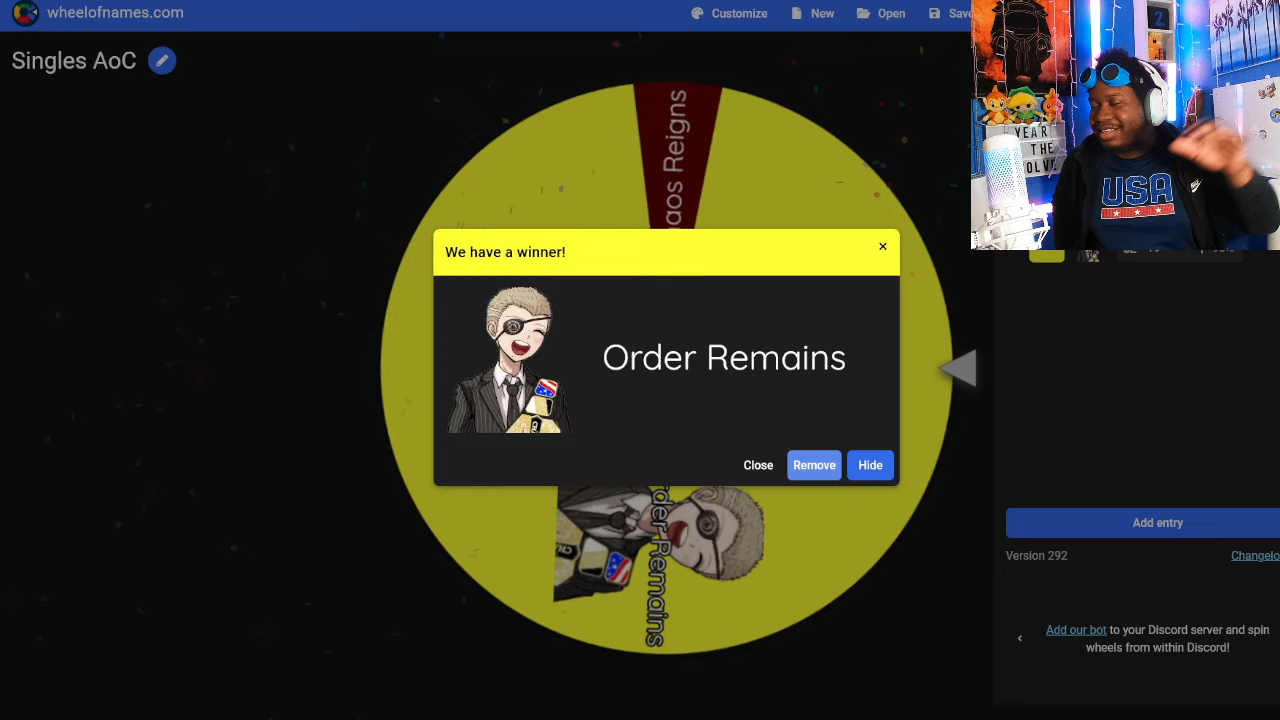 wheelofnames.com
Customize
New
Open
Save
Singles AoC
YEAR
THE
USA
Reigns
We have a winner!
×
Order Remains
Close
Remove
Hide
Remains
Add entry
Version 292
Changelo
Add our bot to your Discord server and spin
wheels from within Discord!